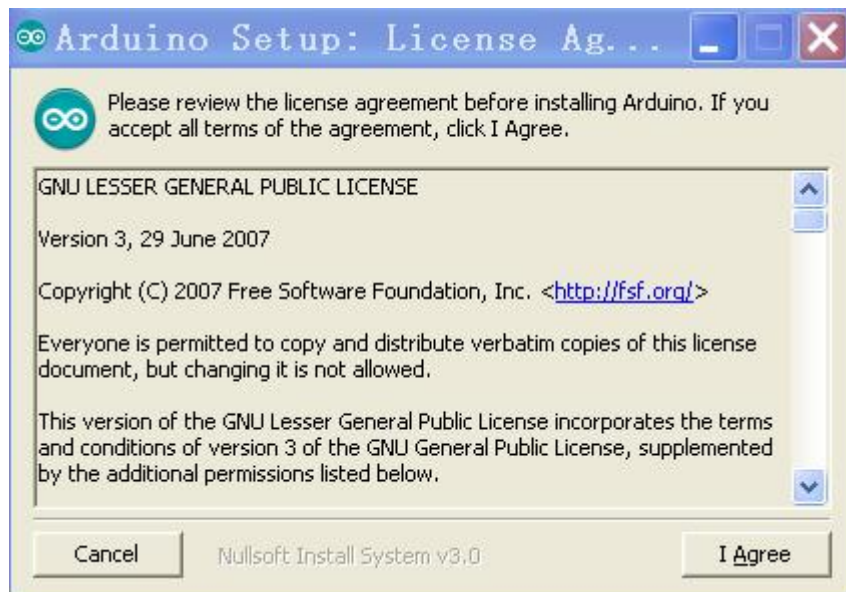 Arduino Setup: License Ag...
Please review the license agreement before installing Arduino. If you
accept all terms of the agreement, click I Agree.
GNU LESSER GENERAL PUBLIC LICENSE
Version 3, 29 June 2007
Copyright (C) 2007 Free Software Foundation, Inc. <http://fsf.org/>
Everyone is permitted to copy and distribute verbatim copies of this license
document, but changing it is not allowed.
This version of the GNU Lesser General Public License incorporates the terms
and conditions of version 3 of the GNU General Public License, supplemented
by the additional permissions listed below.
Cancel
Nullsoft Install System v3.0
I Agree